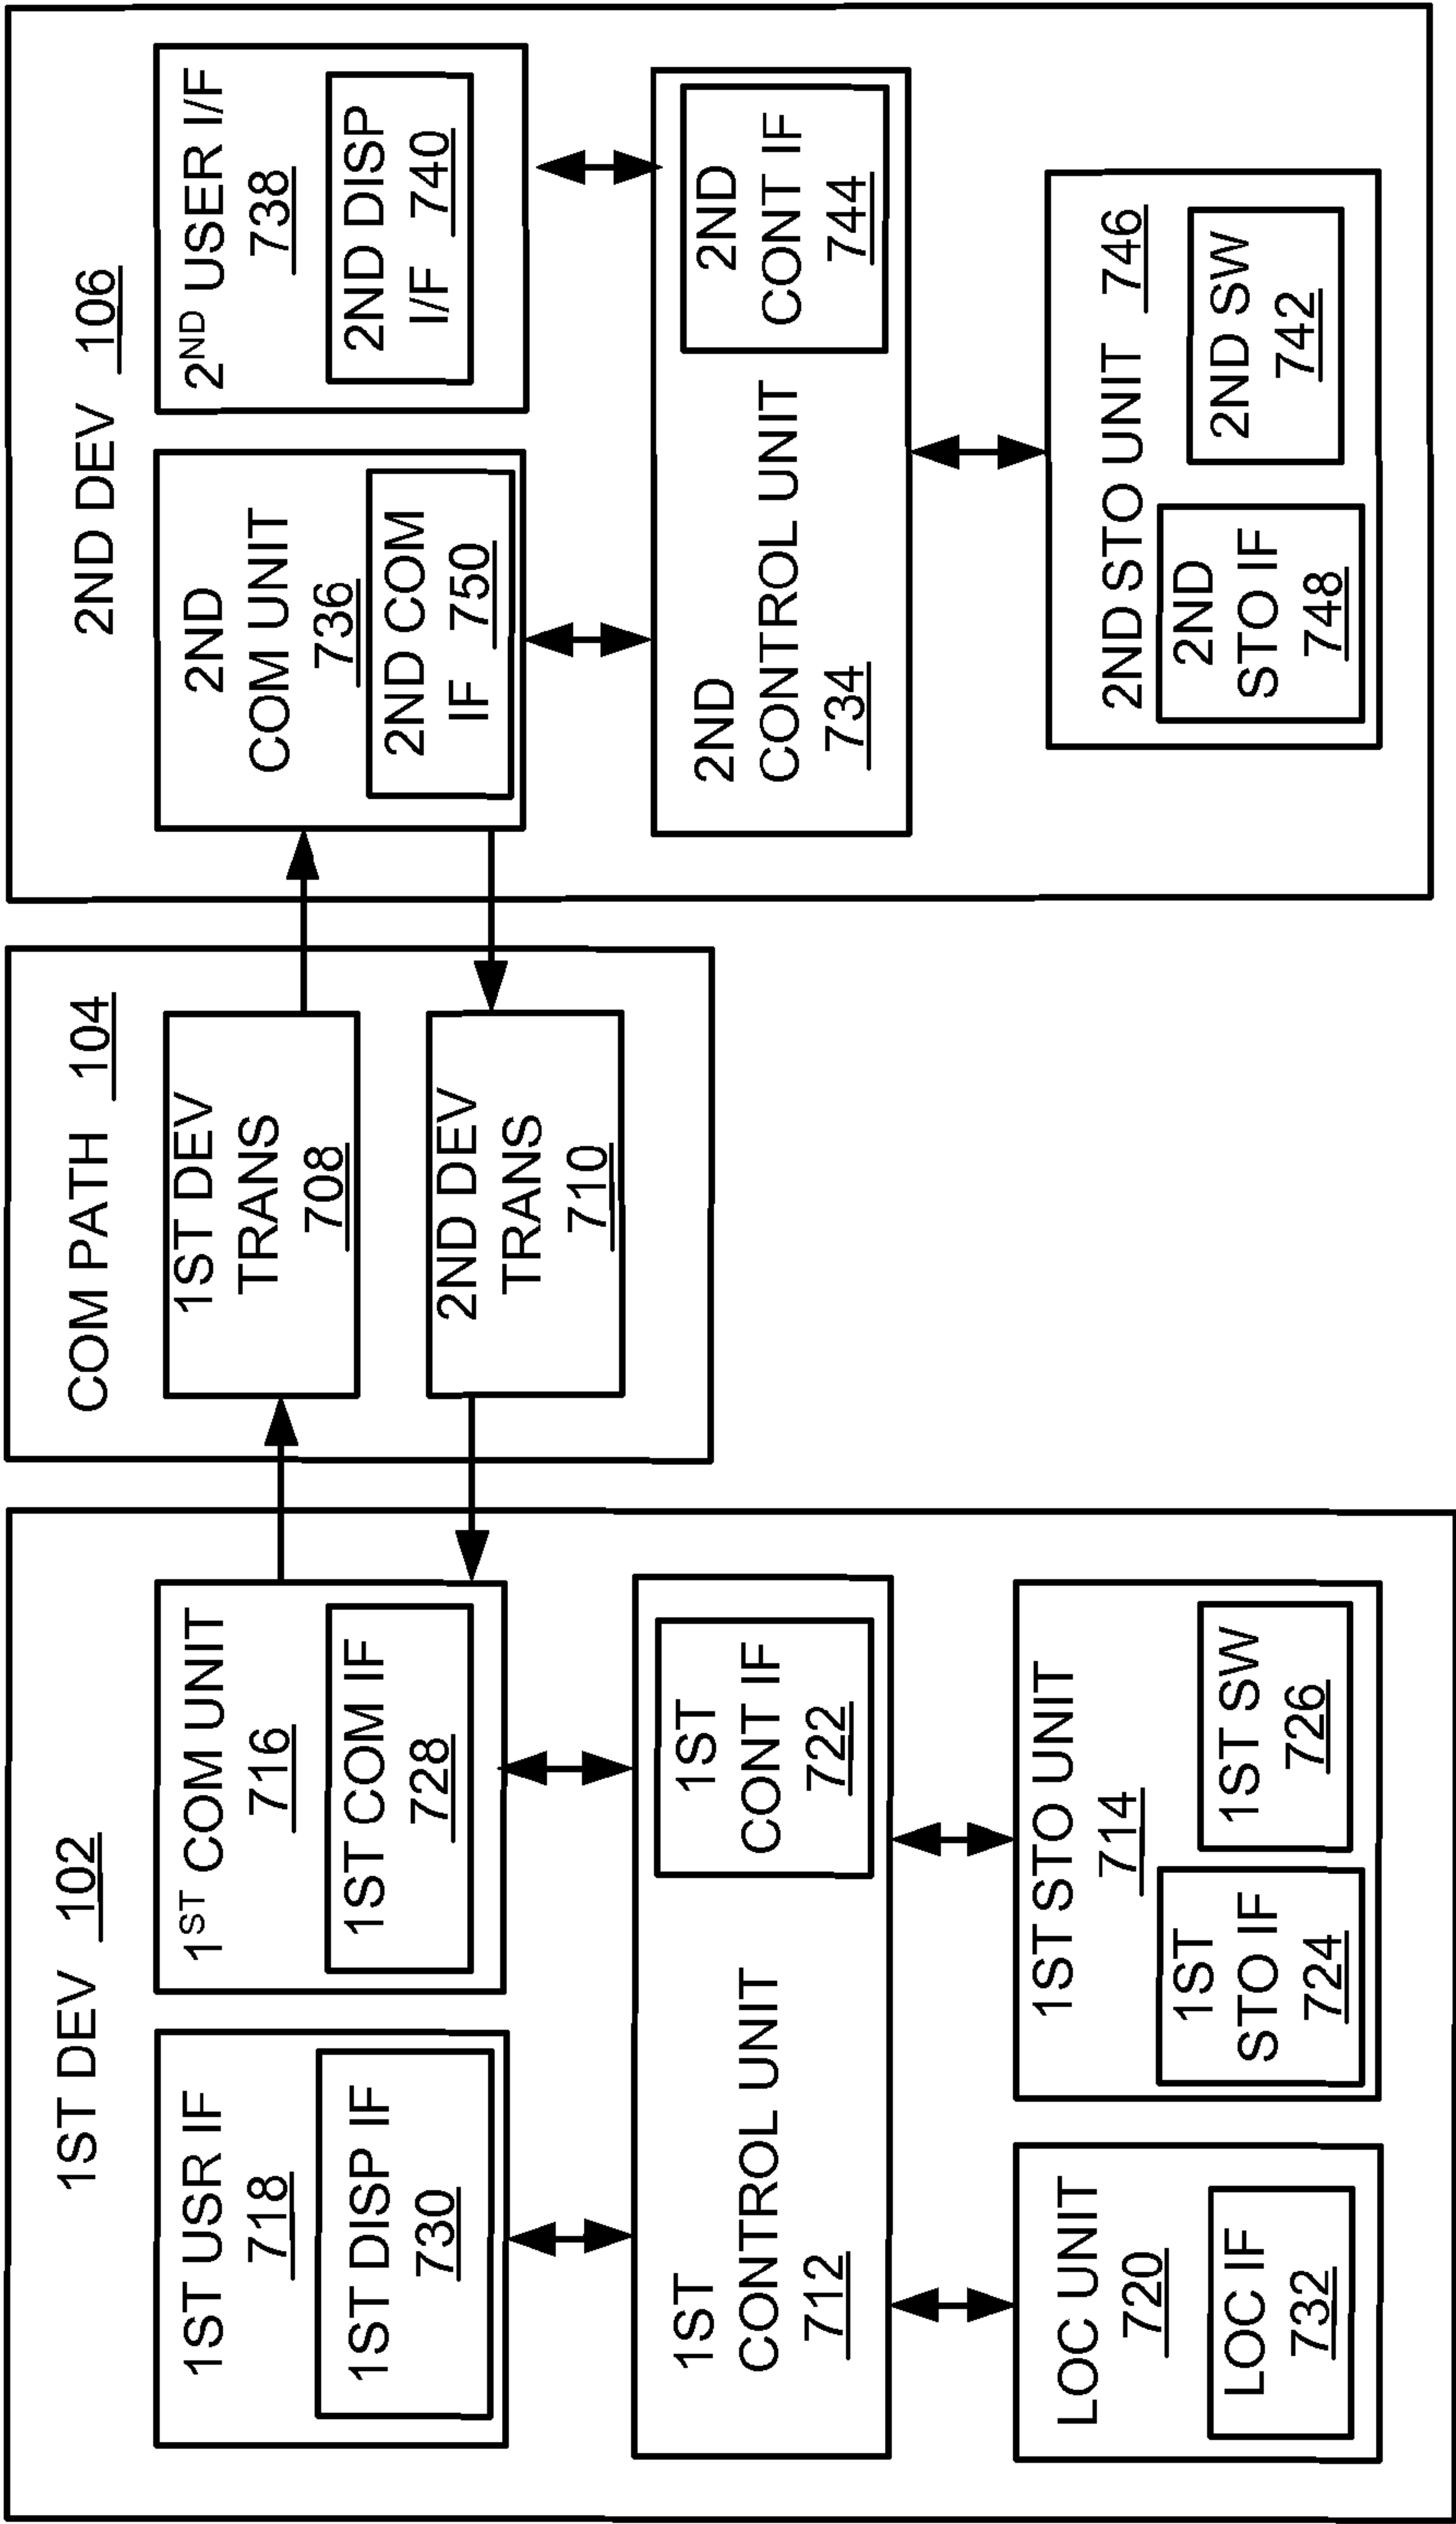 1ST DEV 102
1ST USR IF
718
1ST DISP IF
730
1ST COM UNIT
716
1ST COM IF
728
1ST
CONTROL UNIT
712
1ST
CONT IF
722
LOC UNIT
720
LOC IF
732
1ST STO UNIT
714
1ST
STO IF
724
1ST SW
726
COM PATH 104
1ST DEV
TRANS
708
2ND DEV
TRANS
710
2ND DEV 106
2ND
COM UNIT
736
2ND COM
IF 750
2ND USER I/F
738
2ND DISP
I/F 740
2ND
CONTROL UNIT
734
2ND
CONT IF
744
2ND STO UNIT 746
2ND
STO IF
748
2ND SW
742